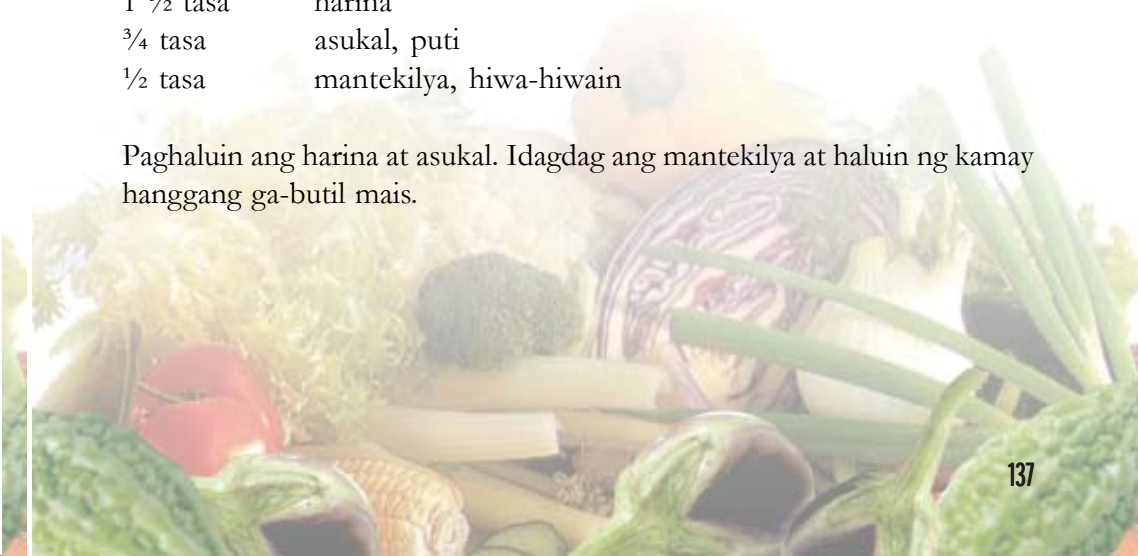 1 ½ tasa harina
¾ tasa asukal, puti
½ tasa mantekilya, hiwa-hiwain
Paghaluin ang harina at asukal. Idagdag ang mantekilya at haluin ng kamay
hanggang ga-butil mais.
137